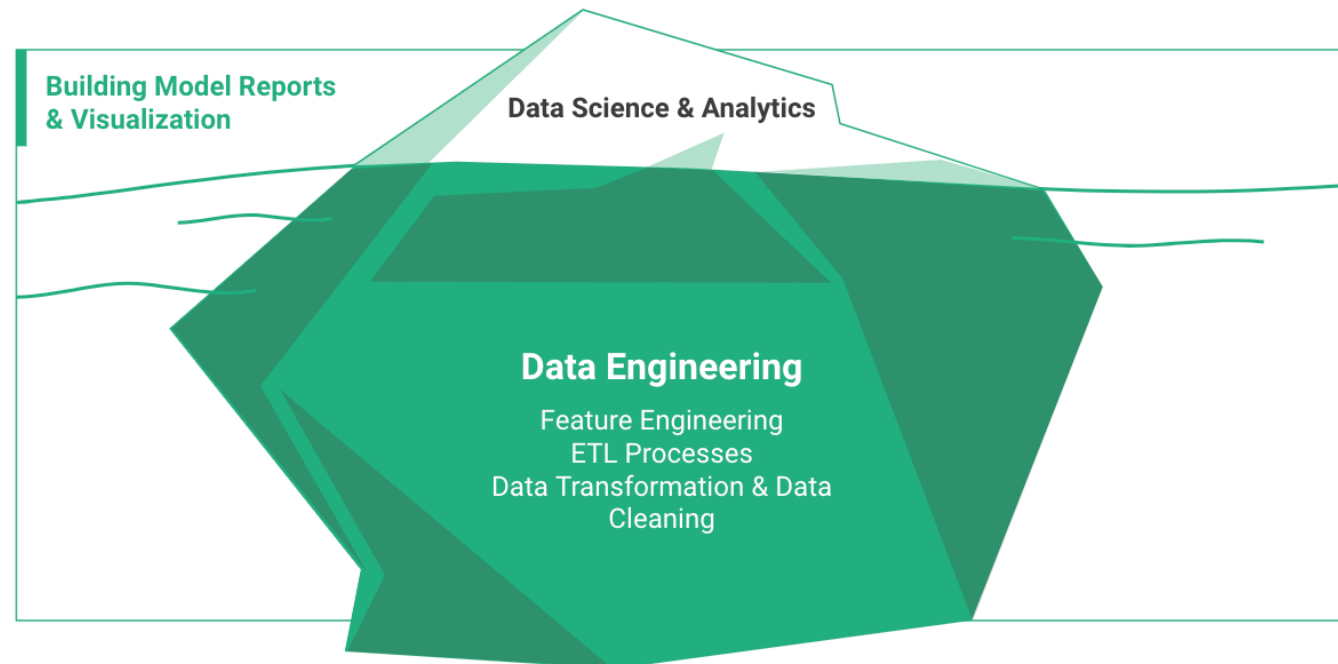 Building Model Reports
& Visualization
Data Science & Analytics
Data Engineering
Feature Engineering
ETL Processes
Data Transformation & Data
Cleaning